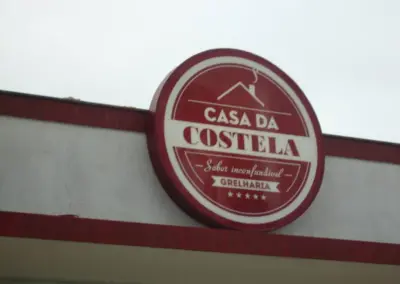 CASA DA
COSTELA
Sabor inconfundível
GRELHARIA